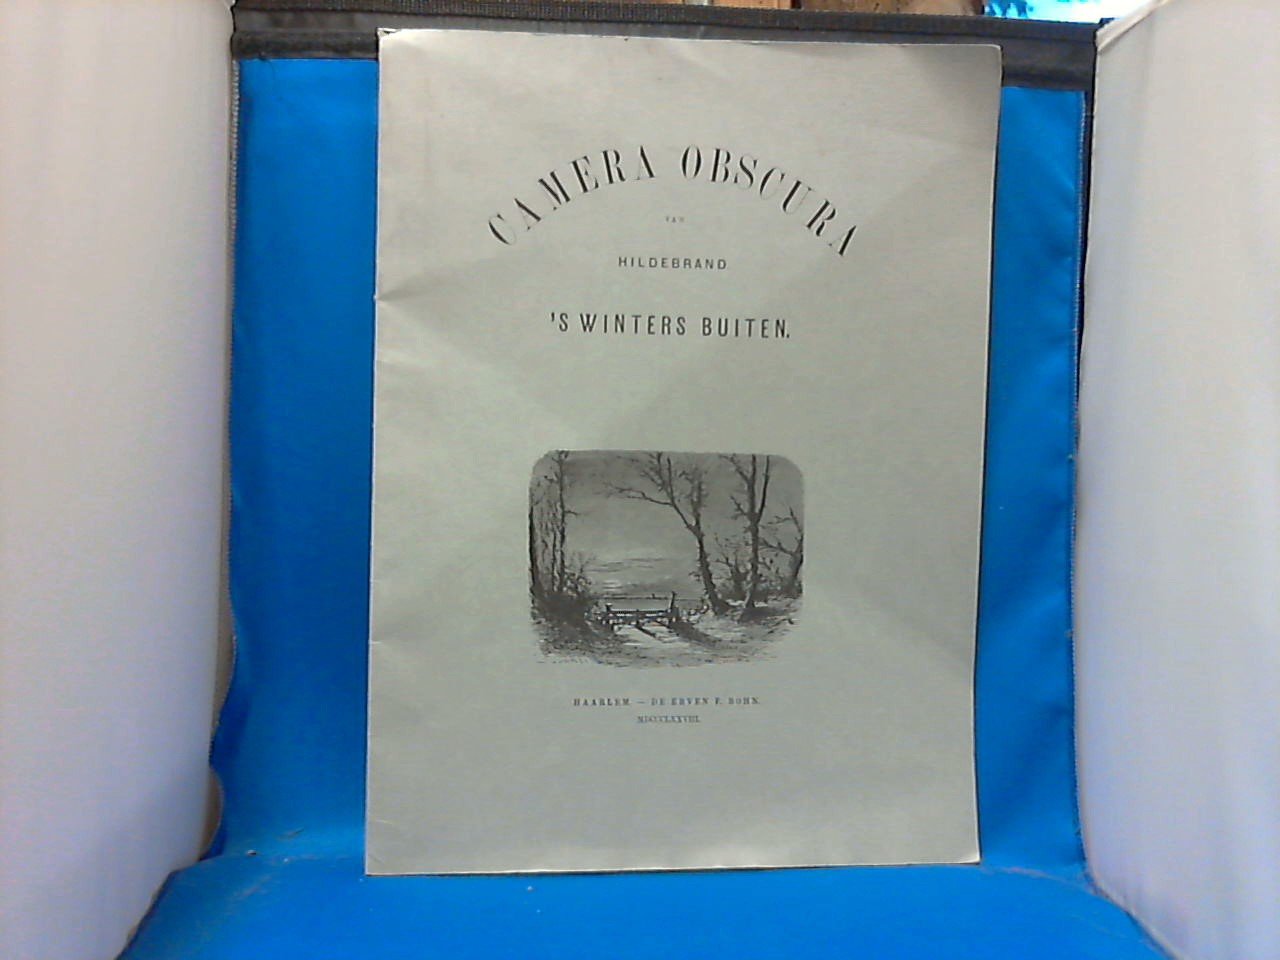 CAMERA OBSCURA
VAN
HILDEBRAND.
'S WINTERS BUITEN.
HAARLEM. — DE ERVEN F. BOHN.
MDCCCLXXVIII.